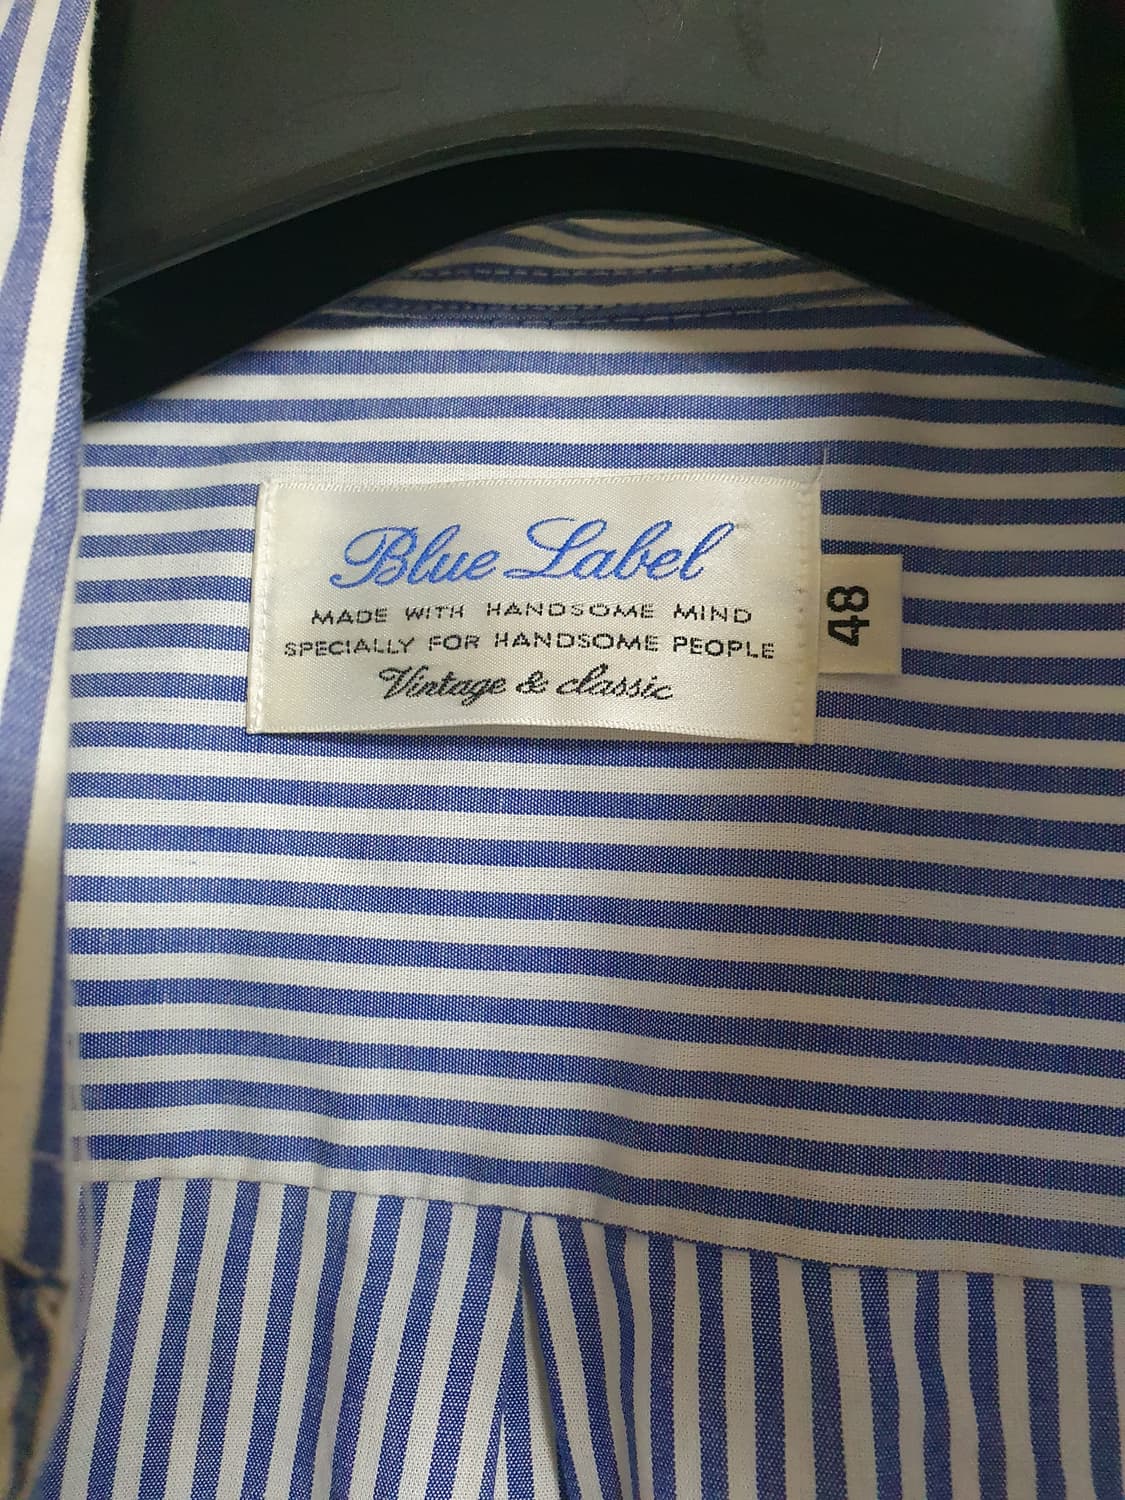 Blue Label
MADE WITH HANDSOME MIND
SPECIALLY FOR HANDSOME PEOPLE
Vintage & classic
48